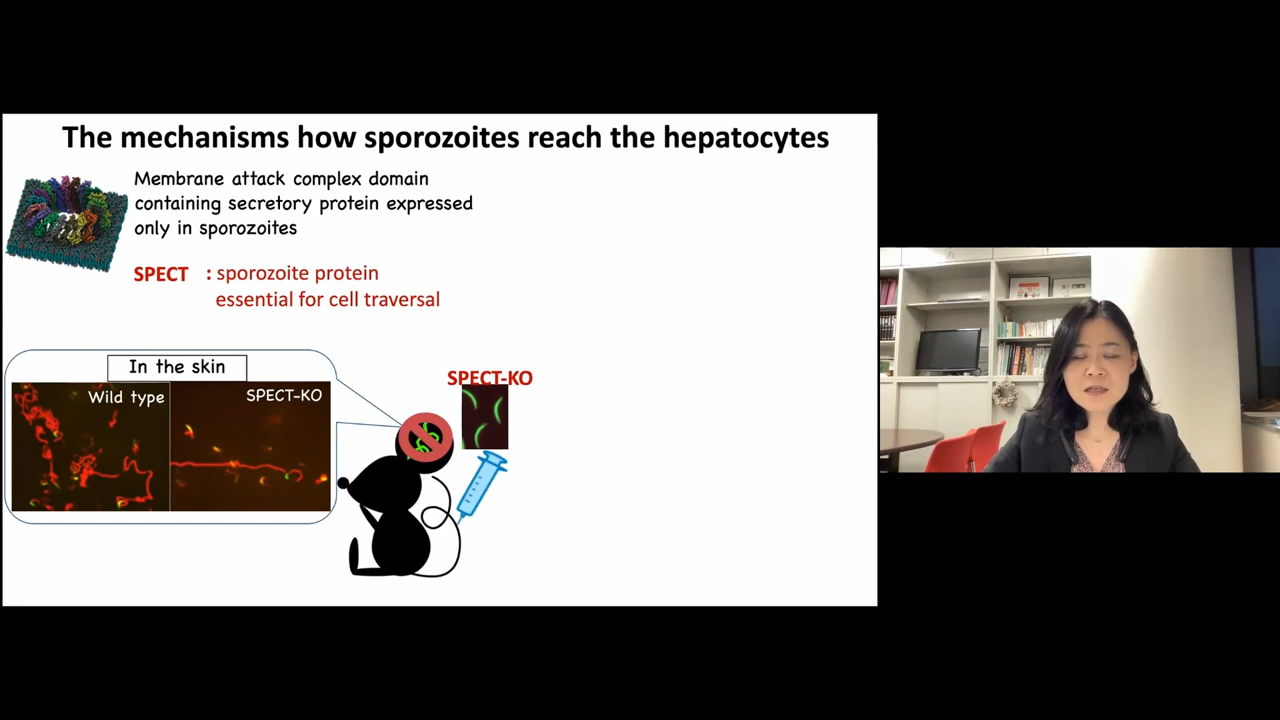 The mechanisms how sporozoites reach the hepatocytes
Membrane attack complex domain
containing secretory protein expressed
only in sporozoites
SPECT : sporozoite protein
essential for cell traversal
In the skin
Wild type
SPECT-KO
SPECT-KO